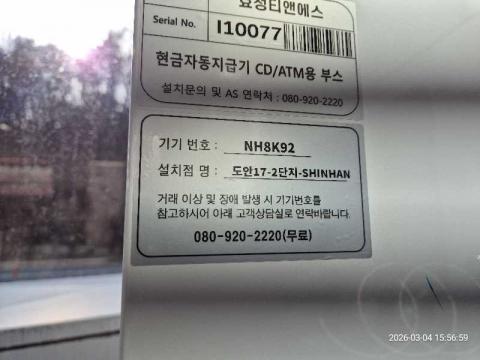 효성티앤에스
Serial No. I10077
현금자동지급기 CD/ATM용 부스
설치문의 및 AS 연락처 : 080-920-2220
기기 번호 : NH8K92
설치점 명 : 도안17-2단지-SHINHAN
거래 이상 및 장애 발생 시 기기번호를
참고하시어 아래 고객상담실로 연락바랍니다.
080-920-2220(무료)
2026-03-04 15:56:59